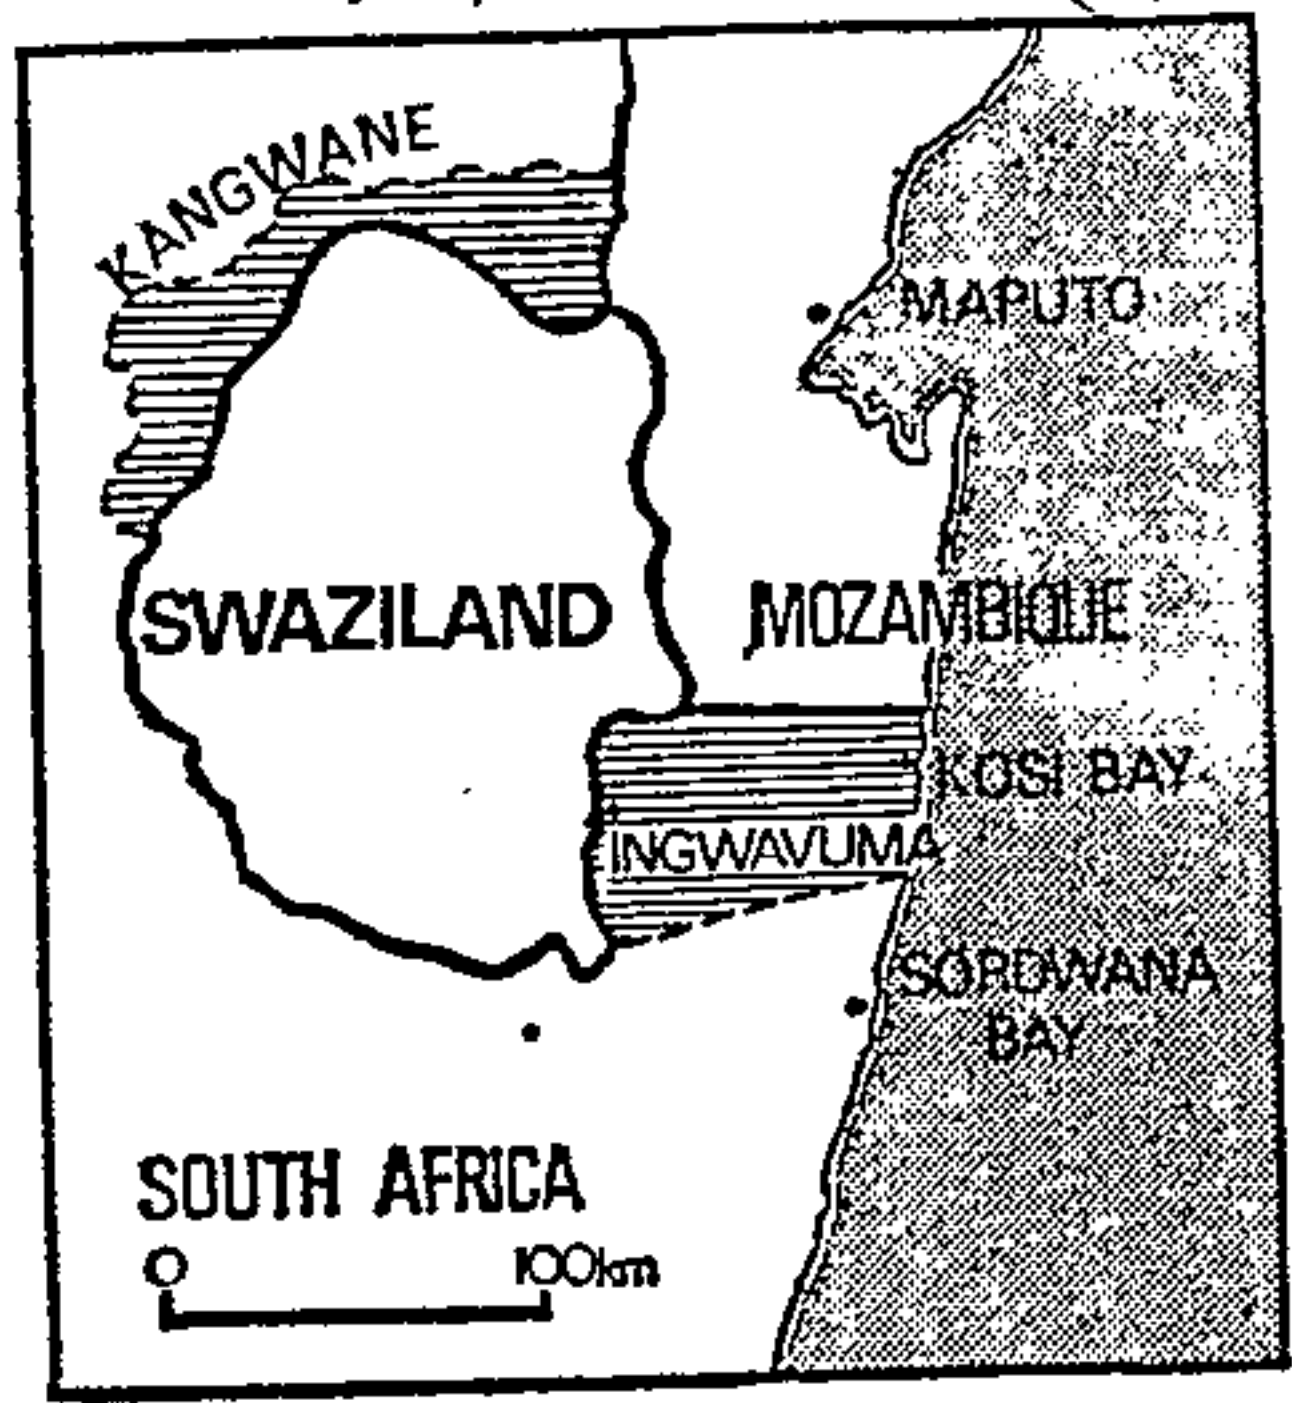 KANGWANE
MAPUTO
SWAZILAND
MOZAMBIQUE
KOSI BAY
INGWAVUMA
SORDWANA
BAY
SOUTH AFRICA
0 100km